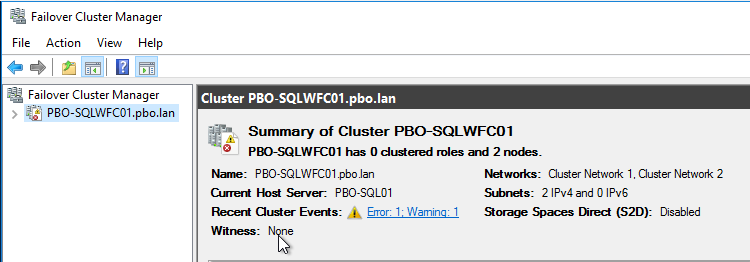 Failover Cluster Manager
File Action View Help
Failover Cluster Manager
PBO-SQLWFC01.pbo.lan
Cluster PBO-SQLWFC01.pbo.lan
Summary of Cluster PBO-SQLWFC01
PBO-SQLWFC01 has 0 clustered roles and 2 nodes.
Name: PBO-SQLWFC01.pbo.lan Networks: Cluster Network 1, Cluster Network 2
Current Host Server: PBO-SQL01 Subnets: 2 IPv4 and 0 IPv6
Recent Cluster Events: Error: 1; Warning: 1 Storage Spaces Direct (S2D): Disabled
Witness: None